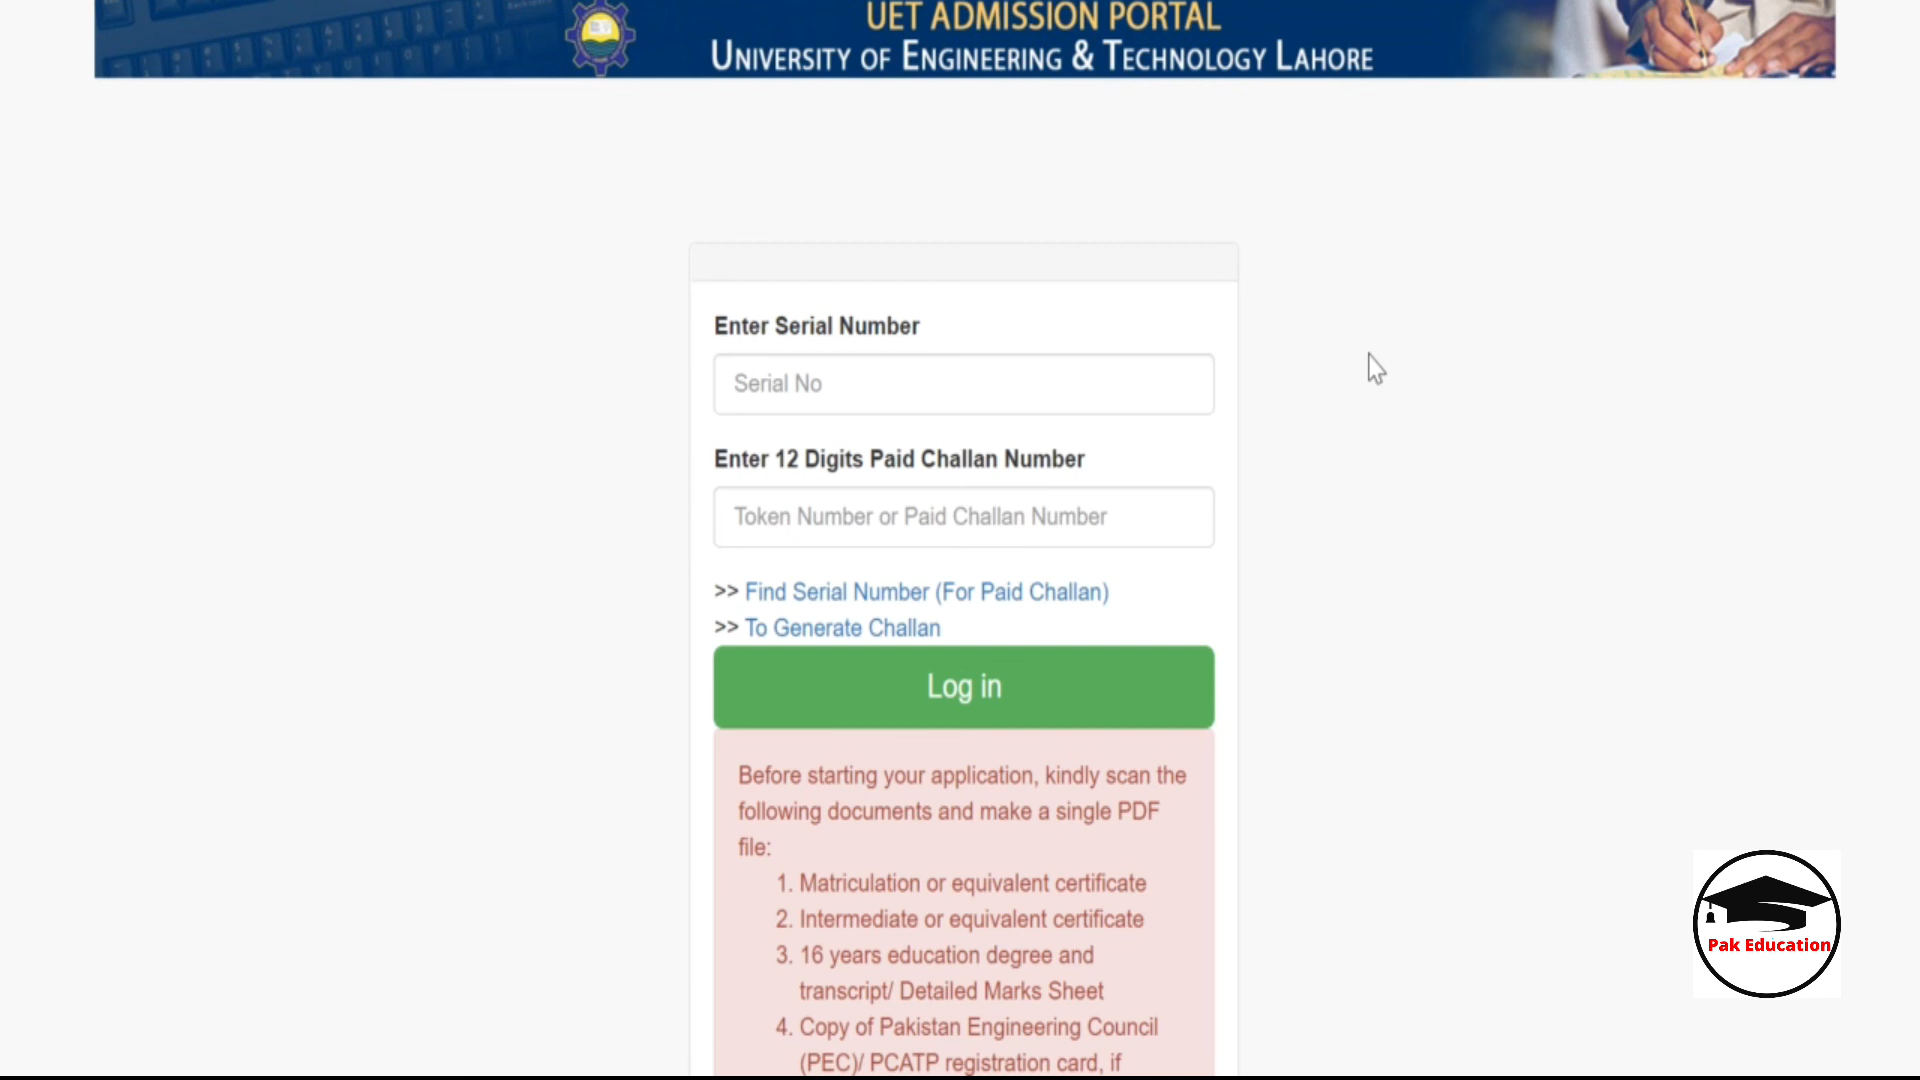 UET ADMISSION PORTAL
UNIVERSITY OF ENGINEERING & TECHNOLOGY LAHORE
Enter Serial Number
Serial No
Enter 12 Digits Paid Challan Number
Token Number or Paid Challan Number
>> Find Serial Number (For Paid Challan)
>> To Generate Challan
Log in
Before starting your application, kindly scan the
following documents and make a single PDF
file:
1. Matriculation or equivalent certificate
2. Intermediate or equivalent certificate
3. 16 years education degree and
transcript/ Detailed Marks Sheet
4. Copy of Pakistan Engineering Council
(PEC)/ PCATP registration card, if
Pak Education